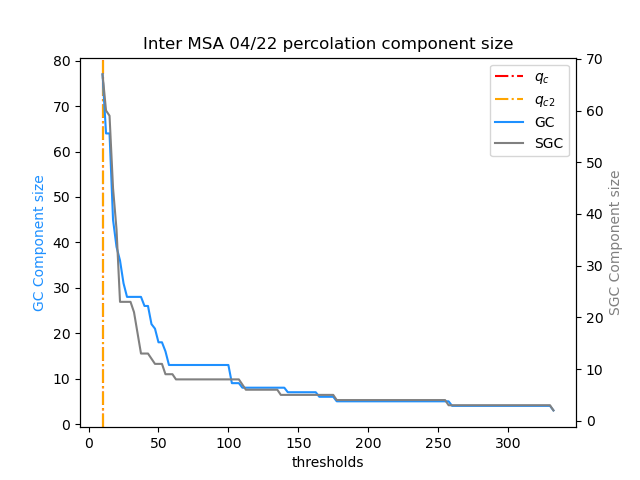 Inter MSA 04/22 percolation component size
80
70
60
50
40
30
20
10
0
GC Component size
70
60
50
40
30
20
10
0
SGC Component size
q_c
q_c2
GC
SGC
0 50 100 150 200 250 300
thresholds